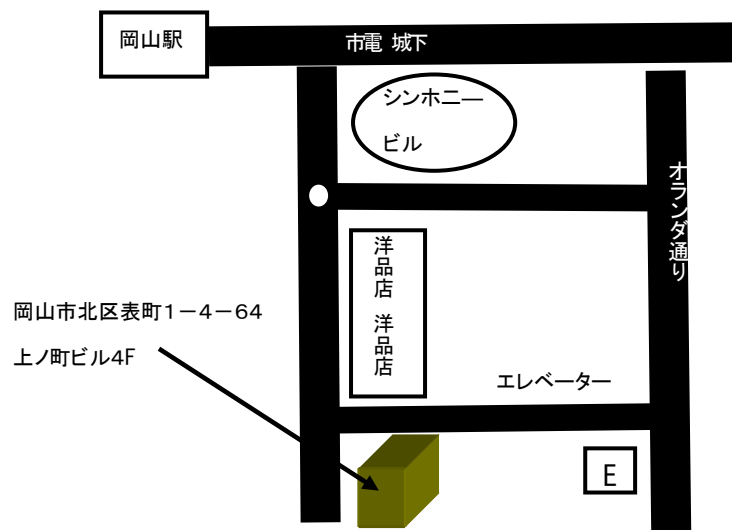 岡山駅
市電 城下
シンホニ―
ビル
オランダ通り
洋品店 洋品店
岡山市北区表町1－4－64
上ノ町ビル4F
エレベーター
E